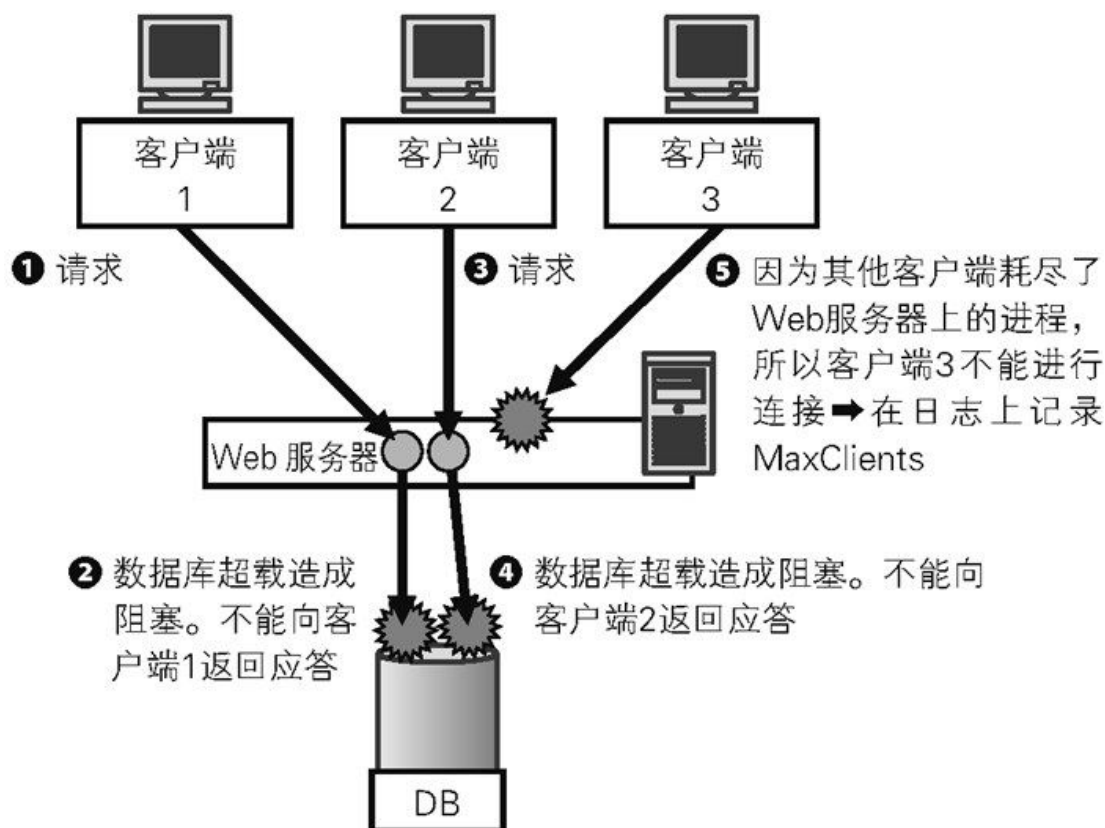 客户端
1
客户端
2
客户端
3
❶ 请求
❸ 请求
❺ 因为其他客户端耗尽了
Web服务器上的进程，
所以客户端3不能进行
连接➡在日志上记录
MaxClients
Web 服务器
❷ 数据库超载造成
阻塞。不能向客
户端1返回应答
❹ 数据库超载造成阻塞。不能向
客户端2返回应答
DB